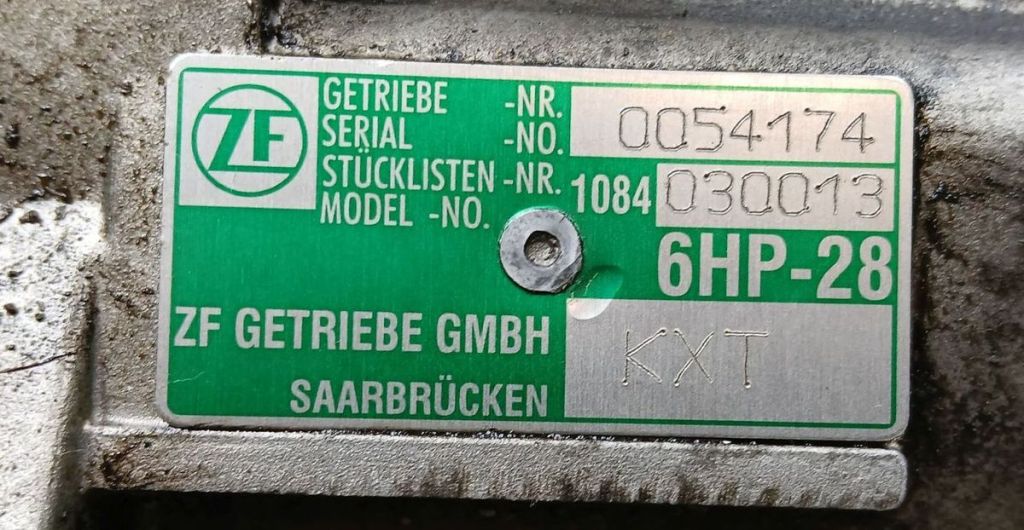 ZF
GETRIEBE -NR.
SERIAL -NO. 0054174
STÜCKLISTEN -NR.
MODEL -NO. 1084 030013
6HP-28
ZF GETRIEBE GMBH
SAARBRÜCKEN
KXT